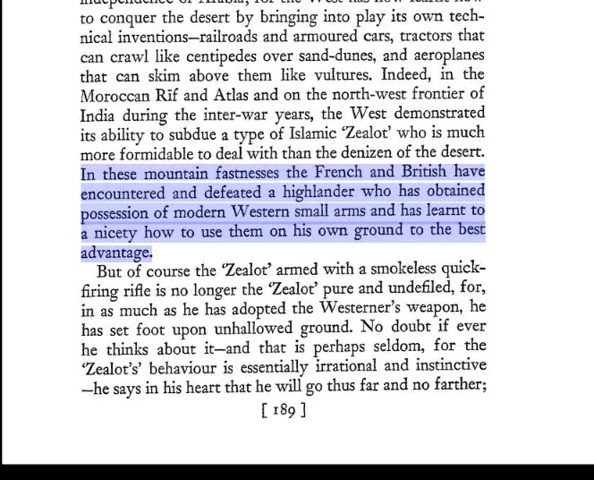 to conquer the desert by bringing into play its own tech-
nical inventions—railroads and armoured cars, tractors that
can crawl like centipedes over sand-dunes, and aeroplanes
that can skim above them like vultures. Indeed, in the
Moroccan Rīf and Atlas and on the north-west frontier of
India during the inter-war years, the West demonstrated
its ability to subdue a type of Islamic ‘Zealot’ who is much
more formidable to deal with than the denizen of the desert.
In these mountain fastnesses the French and British have
encountered and defeated a highlander who has obtained
possession of modern Western small arms and has learnt to
a nicety how to use them on his own ground to the best
advantage.
But of course the ‘Zealot’ armed with a smokeless quick-
firing rifle is no longer the ‘Zealot’ pure and undefiled, for,
in as much as he has adopted the Westerner’s weapon, he
has set foot upon unhallowed ground. No doubt if ever
he thinks about it—and that is perhaps seldom, for the
‘Zealot’s’ behaviour is essentially irrational and instinctive
—he says in his heart that he will go thus far and no farther;
[ 189 ]